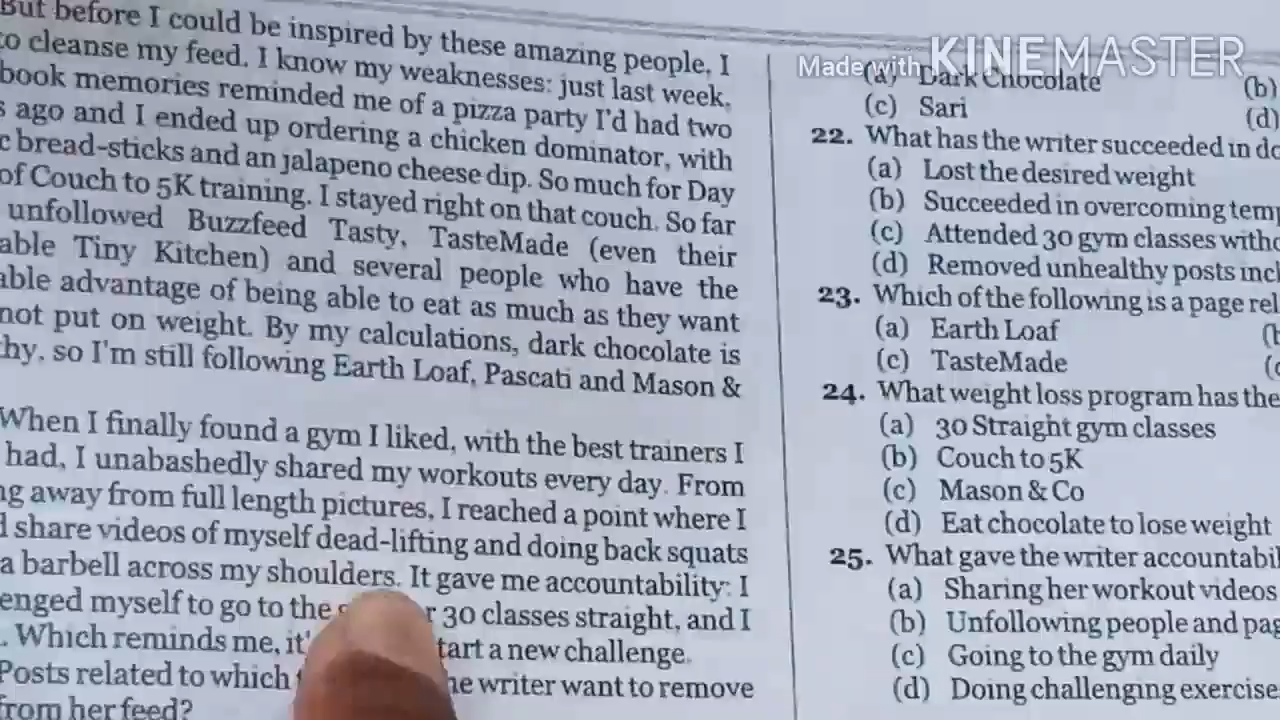 But before I could be inspired by these amazing people, I
to cleanse my feed. I know my weaknesses: just last week,
book memories reminded me of a pizza party I'd had two
s ago and I ended up ordering a chicken dominator, with
c bread-sticks and an jalapeno cheese dip. So much for Day
of Couch to 5K training. I stayed right on that couch. So far
unfollowed Buzzfeed Tasty, TasteMade (even their
able Tiny Kitchen) and several people who have the
able advantage of being able to eat as much as they want
not put on weight. By my calculations, dark chocolate is
hy, so I'm still following Earth Loaf, Pascati and Mason &
When I finally found a gym I liked, with the best trainers I
had, I unabashedly shared my workouts every day. From
ng away from full length pictures, I reached a point where I
d share videos of myself dead-lifting and doing back squats
a barbell across my shoulders. It gave me accountability: I
enged myself to go to the r 30 classes straight, and I
. Which reminds me, it' tart a new challenge.
Posts related to which he writer want to remove
from her feed?
Made with KINEMASTER
(a) Dark Chocolate (b)
(c) Sari (d)
22. What has the writer succeeded in do
(a) Lost the desired weight
(b) Succeeded in overcoming tem
(c) Attended 30 gym classes witho
(d) Removed unhealthy posts incl
23. Which of the following is a page rel
(a) Earth Loaf (b
(c) TasteMade (d
24. What weight loss program has the
(a) 30 Straight gym classes
(b) Couch to 5K
(c) Mason & Co
(d) Eat chocolate to lose weight
25. What gave the writer accountabil
(a) Sharing her workout videos
(b) Unfollowing people and pag
(c) Going to the gym daily
(d) Doing challenging exercise